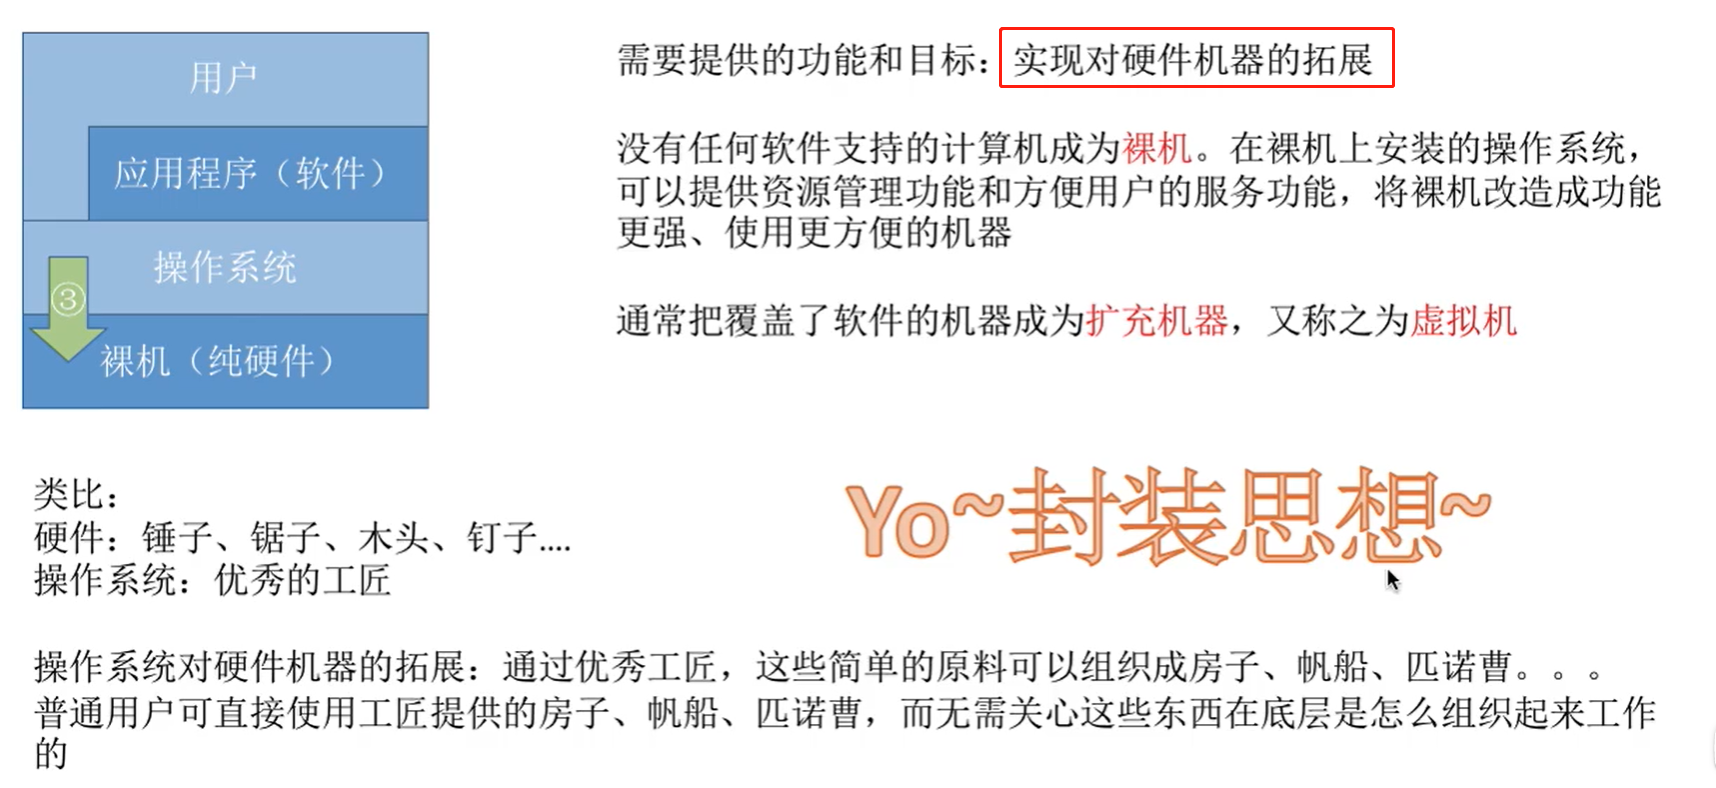 用户
应用程序（软件）
操作系统
③
裸机（纯硬件）
需要提供的功能和目标：实现对硬件机器的拓展
没有任何软件支持的计算机成为裸机。在裸机上安装的操作系统，
可以提供资源管理功能和方便用户的服务功能，将裸机改造成功能
更强、使用更方便的机器
通常把覆盖了软件的机器成为扩充机器，又称之为虚拟机
类比：
硬件：锤子、锯子、木头、钉子....
操作系统：优秀的工匠
Yo~封装思想~
操作系统对硬件机器的拓展：通过优秀工匠，这些简单的原料可以组织成房子、帆船、匹诺曹。。。
普通用户可直接使用工匠提供的房子、帆船、匹诺曹，而无需关心这些东西在底层是怎么组织起来工作
的